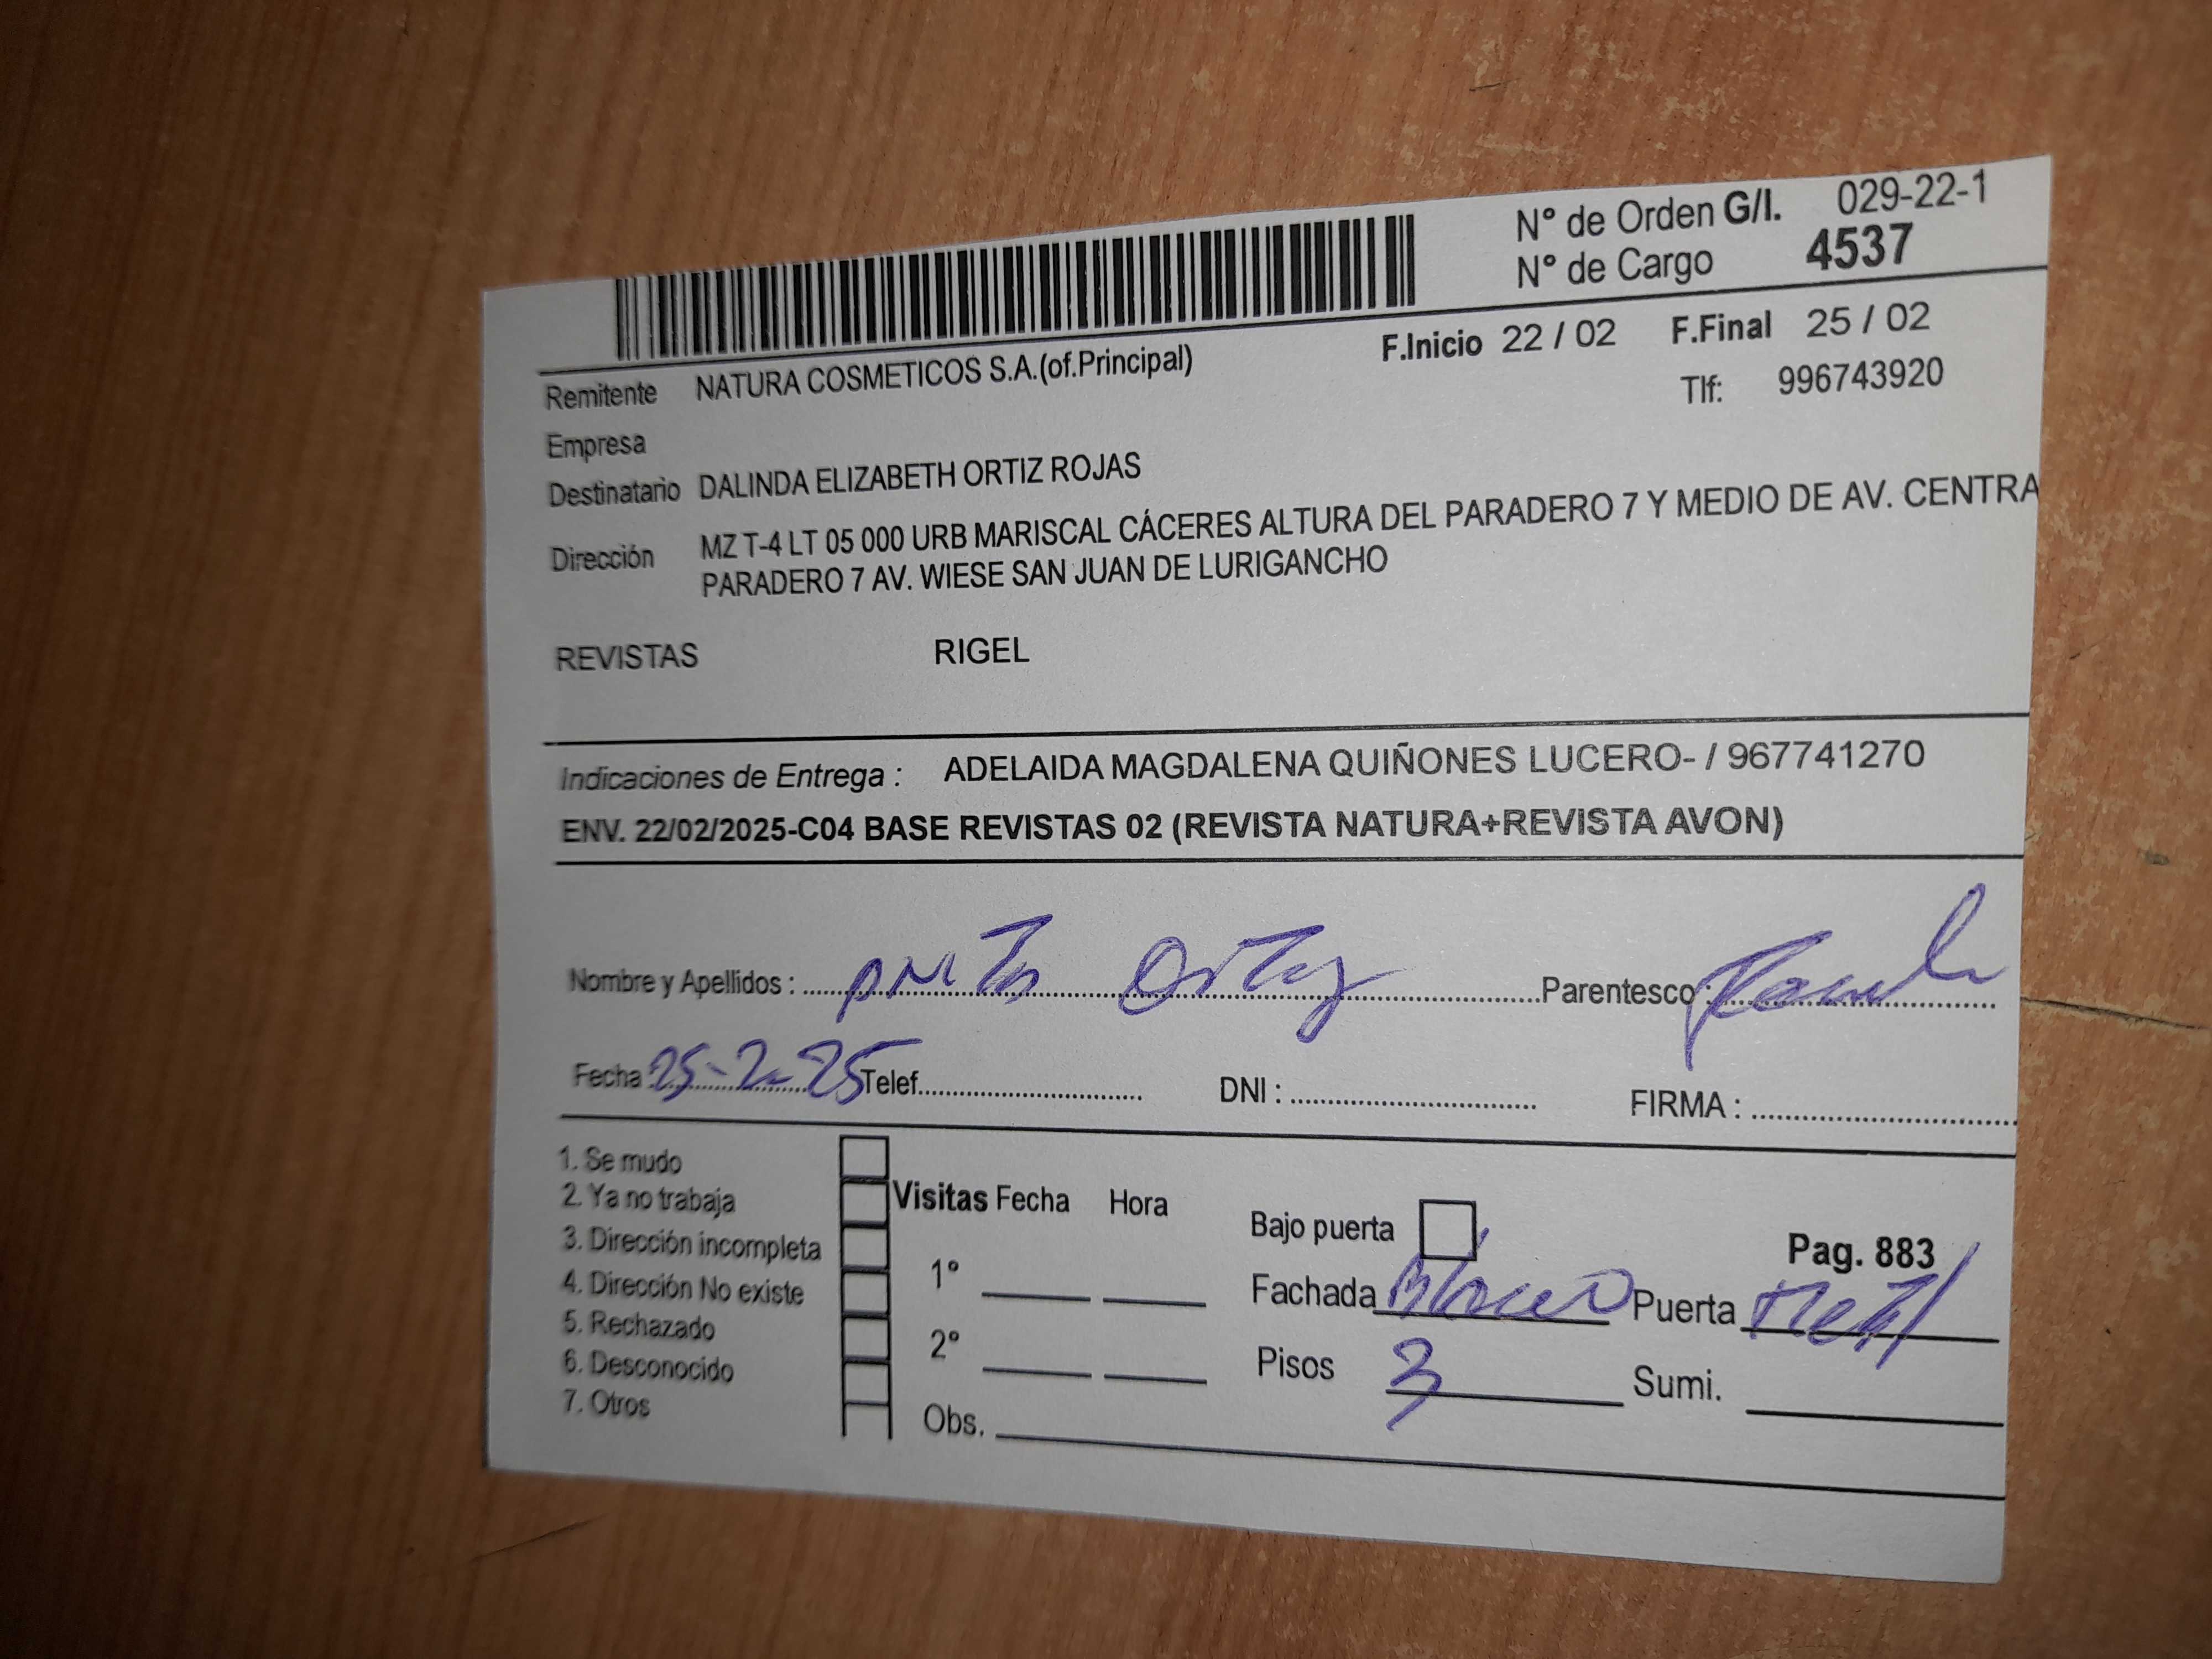 N° de Orden G/I. 029-22-1
N° de Cargo 4537
F.Inicio 22 / 02 F.Final 25 / 02
Remitente NATURA COSMETICOS S.A.(of.Principal)
Tlf: 996743920
Empresa
Destinatario DALINDA ELIZABETH ORTIZ ROJAS
Dirección MZ T-4 LT 05 000 URB MARISCAL CÁCERES ALTURA DEL PARADERO 7 Y MEDIO DE AV. CENTRA
PARADERO 7 AV. WIESE SAN JUAN DE LURIGANCHO
REVISTAS RIGEL
Indicaciones de Entrega : ADELAIDA MAGDALENA QUIÑONES LUCERO- / 967741270
ENV. 22/02/2025-C04 BASE REVISTAS 02 (REVISTA NATURA+REVISTA AVON)
Nombre y Apellidos : Ortiz Parentesco :
Fecha 25-2-25 Telef. DNI : FIRMA :
1. Se mudo
2. Ya no trabaja
3. Dirección incompleta
4. Dirección No existe
5. Rechazado
6. Desconocido
7. Otros
Visitas Fecha Hora
1°
2°
Obs.
Bajo puerta
Pag. 883
Fachada Blanco Puerta Metal
Pisos 3 Sumi.